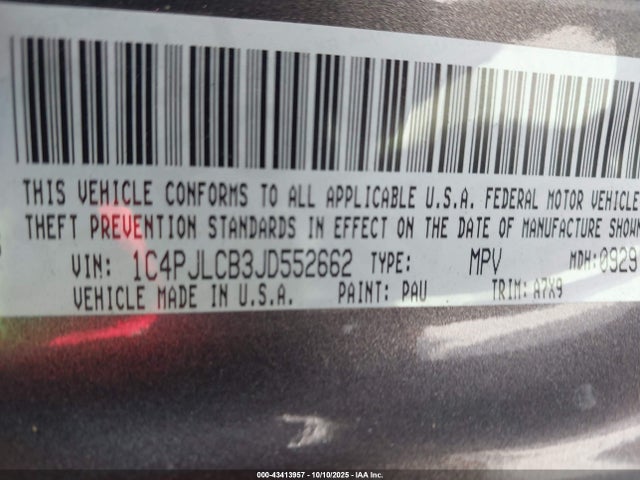 THIS VEHICLE CONFORMS TO ALL APPLICABLE U.S.A. FEDERAL MOTOR VEHICLE
THEFT PREVENTION STANDARDS IN EFFECT ON THE DATE OF MANUFACTURE SHOWN
VIN: 1C4PJLCB3JD552662 TYPE: MPV MDH: 0929
VEHICLE MADE IN U.S.A. PAINT: PAU TRIM: A7X9
000-43413957 - 10/10/2025 - IAA Inc.